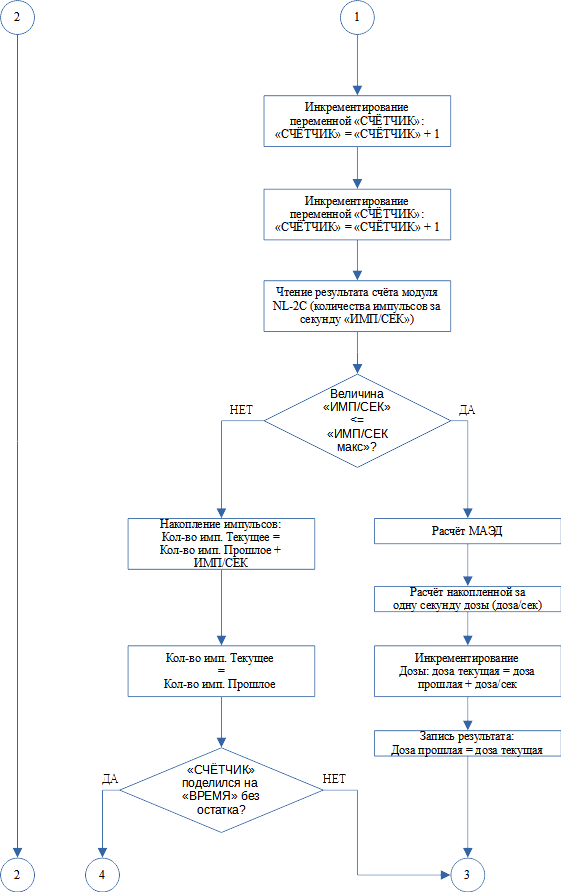 2
1
Инкрементирование
переменной «СЧЁТЧИК»:
«СЧЁТЧИК» = «СЧЁТЧИК» + 1
Инкрементирование
переменной «СЧЁТЧИК»:
«СЧЁТЧИК» = «СЧЁТЧИК» + 1
Чтение результата счёта модуля
NL-2C (количества импульсов за
секунду «ИМП/СЕК»)
Величина
«ИМП/СЕК»
<=
«ИМП/СЕК
макс»?
НЕТ
ДА
Накопление импульсов:
Кол-во имп. Текущее =
Кол-во имп. Прошлое +
ИМП/СЕК
Расчёт МАЭД
Расчёт накопленной за
одну секунду дозы (доза/сек)
Кол-во имп. Текущее
=
Кол-во имп. Прошлое
Инкрементирование
Дозы: доза текущая = доза
прошлая + доза/сек
Запись результата:
Доза прошлая = доза текущая
«СЧЁТЧИК»
поделился на
«ВРЕМЯ» без
остатка?
ДА
НЕТ
2
4
3